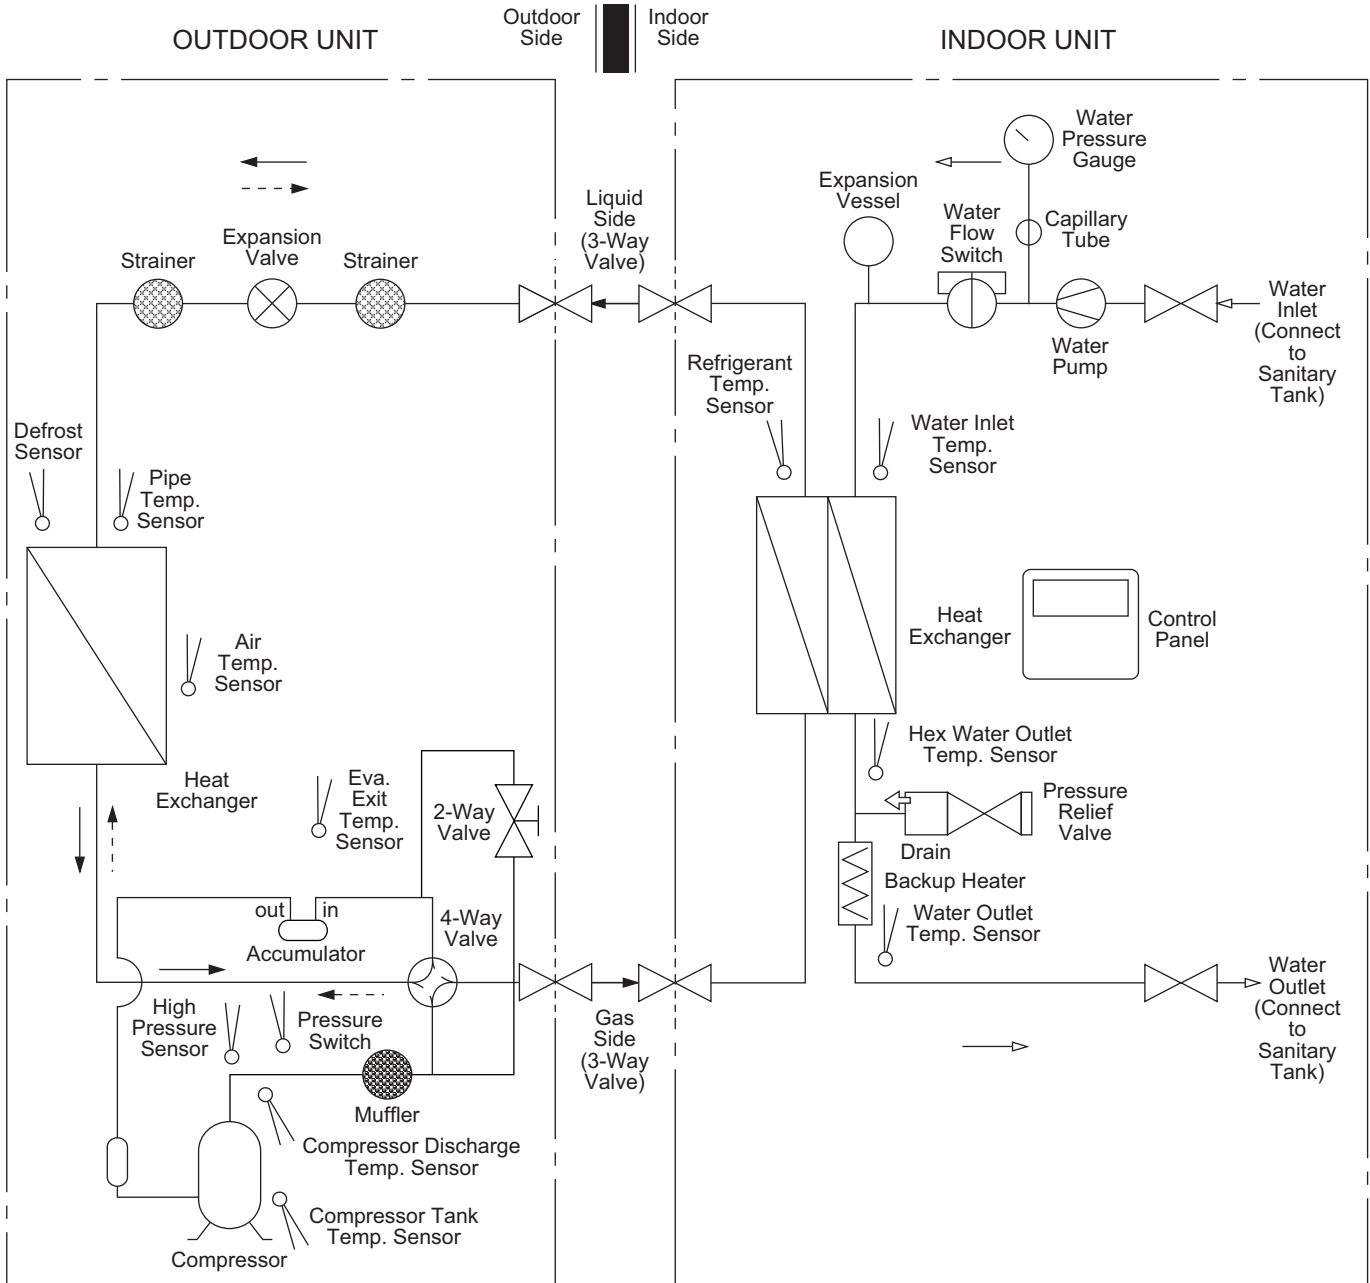 OUTDOOR UNIT
Outdoor
Side
Indoor
Side
INDOOR UNIT
Water
Pressure
Gauge
Expansion
Vessel
Water
Flow
Switch
Capillary
Tube
Liquid
Side
(3-Way
Valve)
Strainer
Expansion
Valve
Strainer
Water
Inlet
(Connect
to
Sanitary
Tank)
Water
Pump
Refrigerant
Temp.
Sensor
Water Inlet
Temp.
Sensor
Defrost
Sensor
Pipe
Temp.
Sensor
Air
Temp.
Sensor
Heat
Exchanger
Control
Panel
Hex Water Outlet
Temp. Sensor
Heat
Exchanger
Eva.
Exit
Temp.
Sensor
2-Way
Valve
Pressure
Relief
Valve
Drain
Backup Heater
Water Outlet
Temp. Sensor
out
in
Accumulator
4-Way
Valve
Water
Outlet
(Connect
to
Sanitary
Tank)
High
Pressure
Sensor
Pressure
Switch
Gas
Side
(3-Way
Valve)
Muffler
Compressor Discharge
Temp. Sensor
Compressor Tank
Temp. Sensor
Compressor